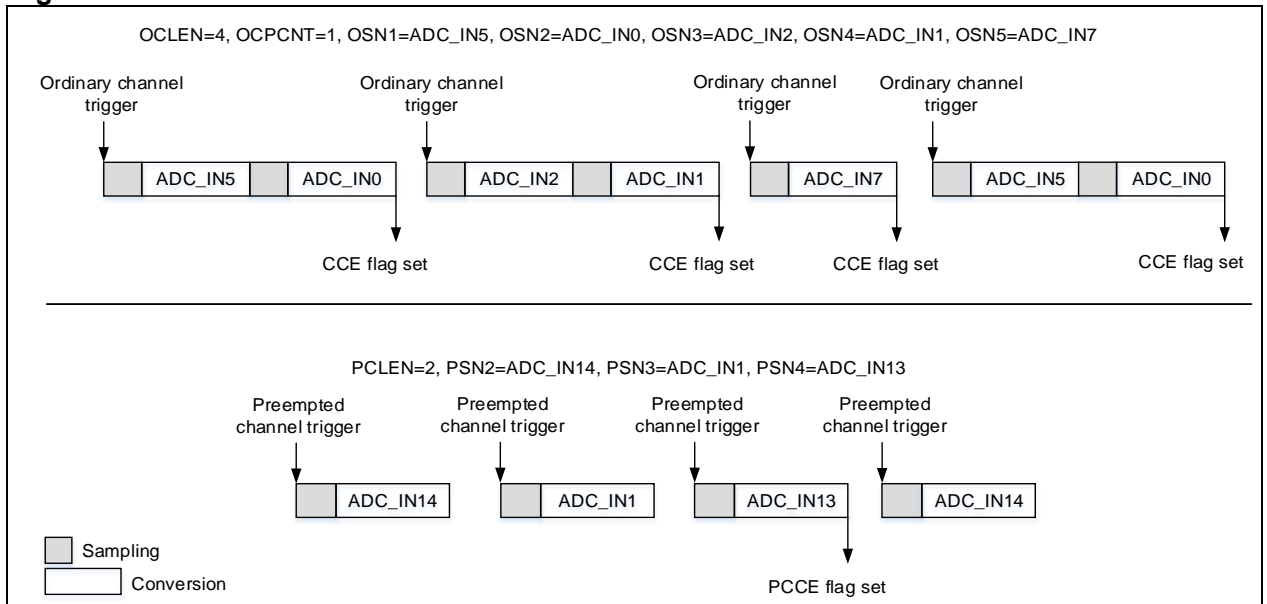 OCLEN=4, OCPCNT=1, OSN1=ADC_IN5, OSN2=ADC_IN0, OSN3=ADC_IN2, OSN4=ADC_IN1, OSN5=ADC_IN7
Ordinary channel
trigger
Ordinary channel
trigger
Ordinary channel
trigger
Ordinary channel
trigger
ADC_IN5
ADC_IN0
ADC_IN2
ADC_IN1
ADC_IN7
ADC_IN5
ADC_IN0
CCE flag set
CCE flag set
CCE flag set
CCE flag set
PCLEN=2, PSN2=ADC_IN14, PSN3=ADC_IN1, PSN4=ADC_IN13
Preempted
channel trigger
Preempted
channel trigger
Preempted
channel trigger
Preempted
channel trigger
ADC_IN14
ADC_IN1
ADC_IN13
ADC_IN14
Sampling
Conversion
PCCE flag set